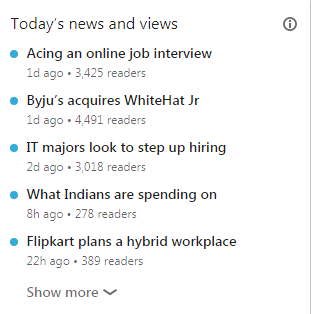 Today's news and views
Acing an online job interview
1d ago • 3,425 readers
Byju's acquires WhiteHat Jr
1d ago • 4,491 readers
IT majors look to step up hiring
2d ago • 3,018 readers
What Indians are spending on
8h ago • 278 readers
Flipkart plans a hybrid workplace
22h ago • 389 readers
Show more